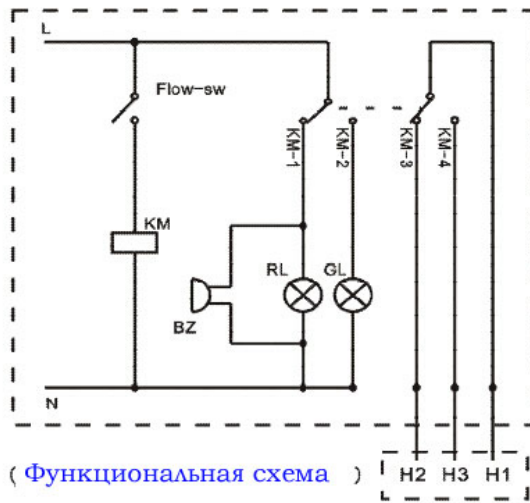 L
Flow-sw
KM-1
KM-2
KM-3
KM-4
KM
RL
GL
BZ
N
( Функциональная схема )
H2 H3 H1